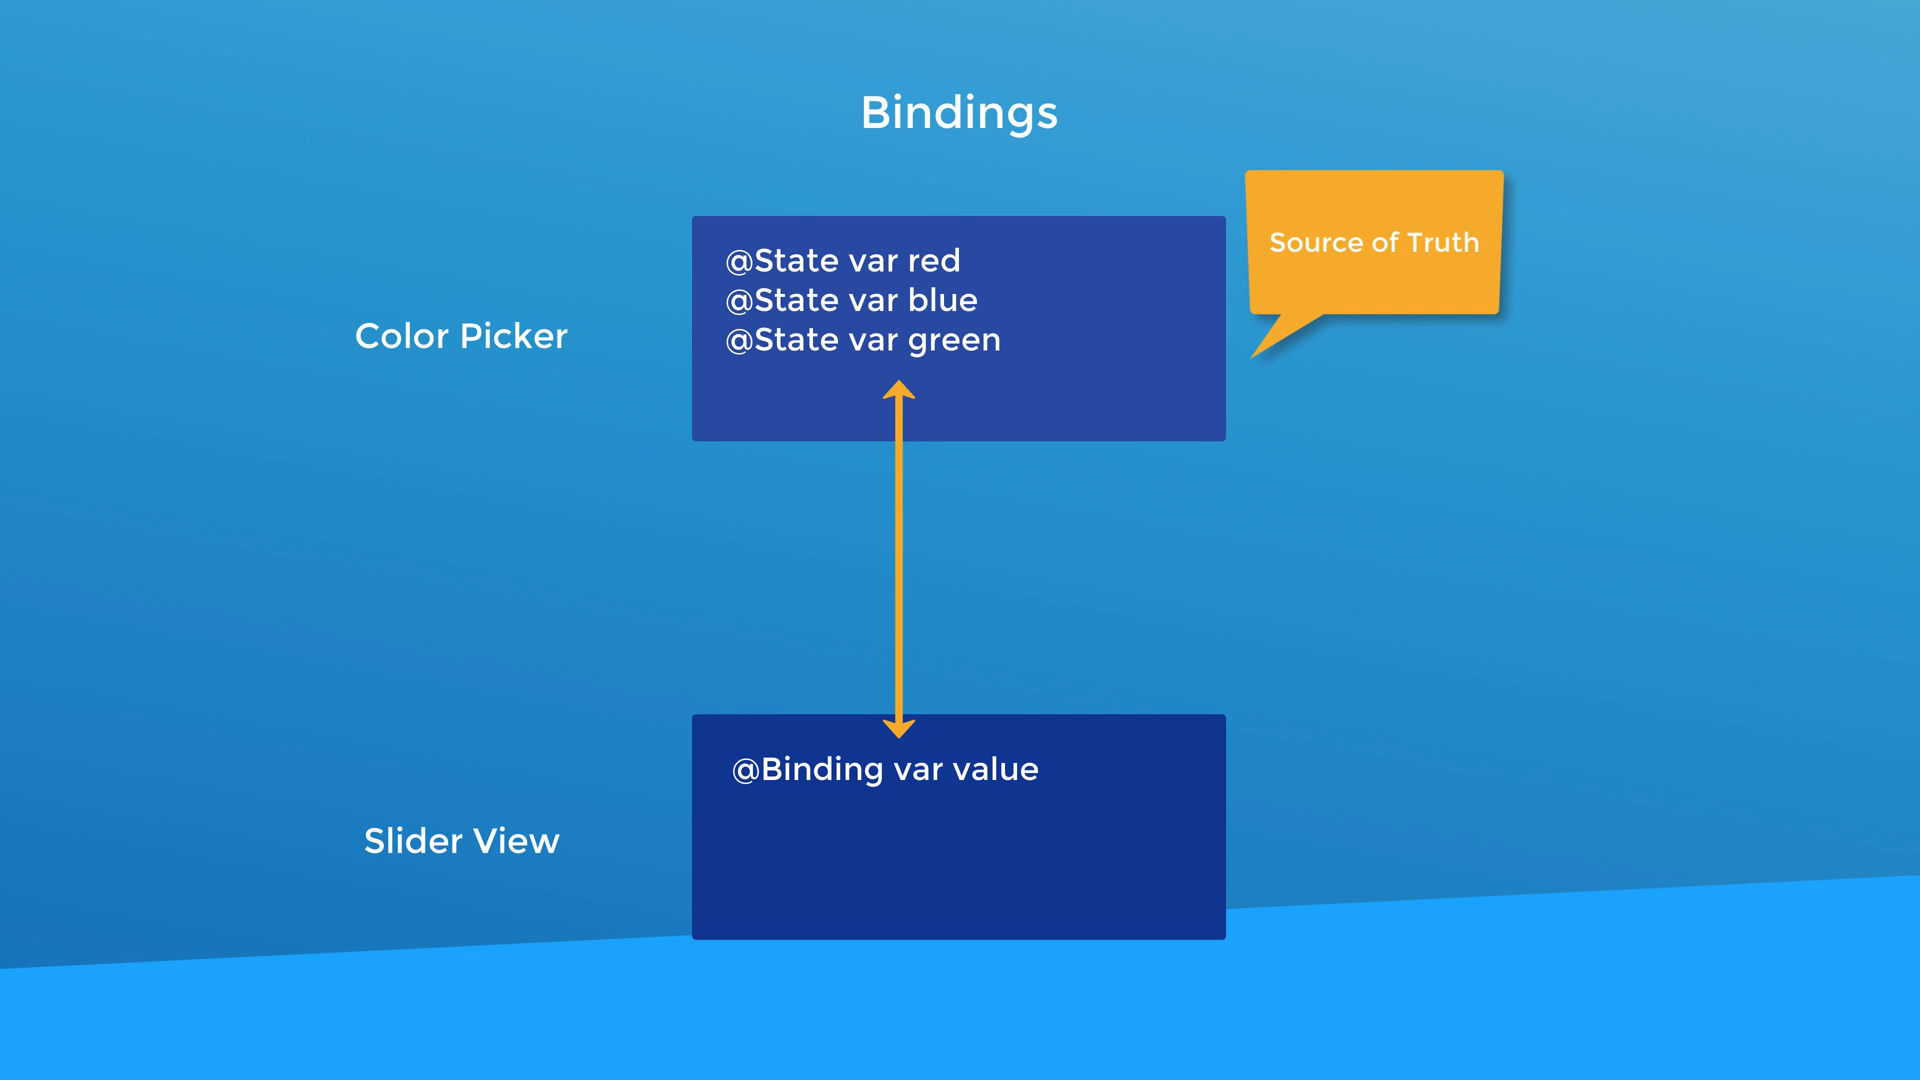 Bindings
Source of Truth
@State var red
@State var blue
@State var green
Color Picker
@Binding var value
Slider View